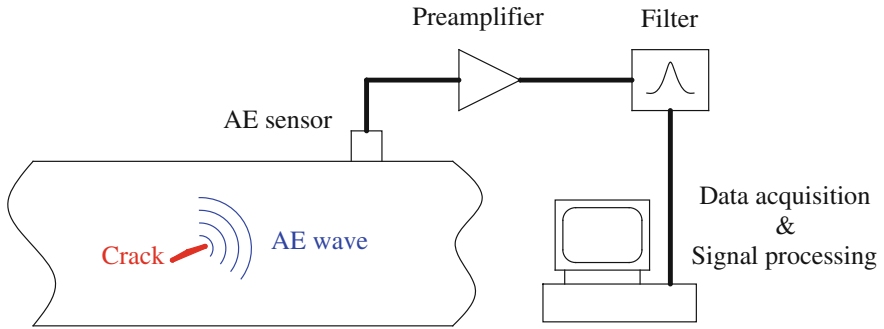 Preamplifier
Filter
AE sensor
Data acquisition
&
Signal processing
AE wave
Crack